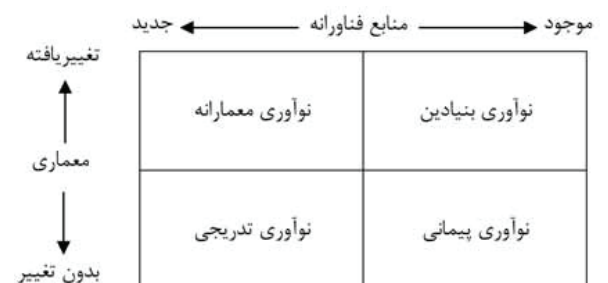 موجود
منابع فناورانه
جدید
تغییریافته
معماری
بدون تغییر
نوآوری بنیادین
نوآوری معمارانه
نوآوری پیمانی
نوآوری تدریجی